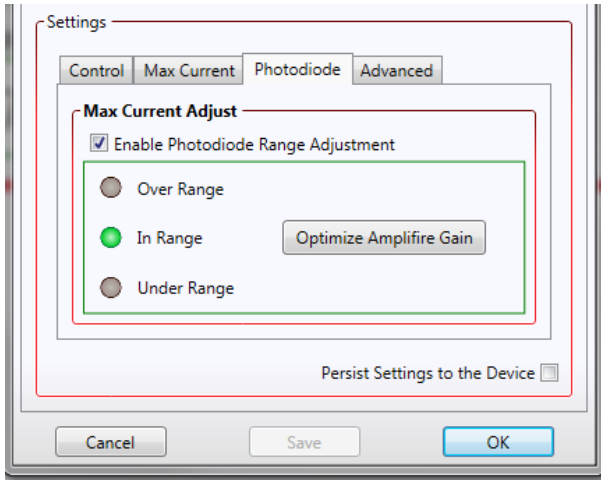 Settings
Control Max Current Photodiode Advanced
Max Current Adjust
Enable Photodiode Range Adjustment
Over Range
In Range Optimize Amplifire Gain
Under Range
Persist Settings to the Device
Cancel Save OK